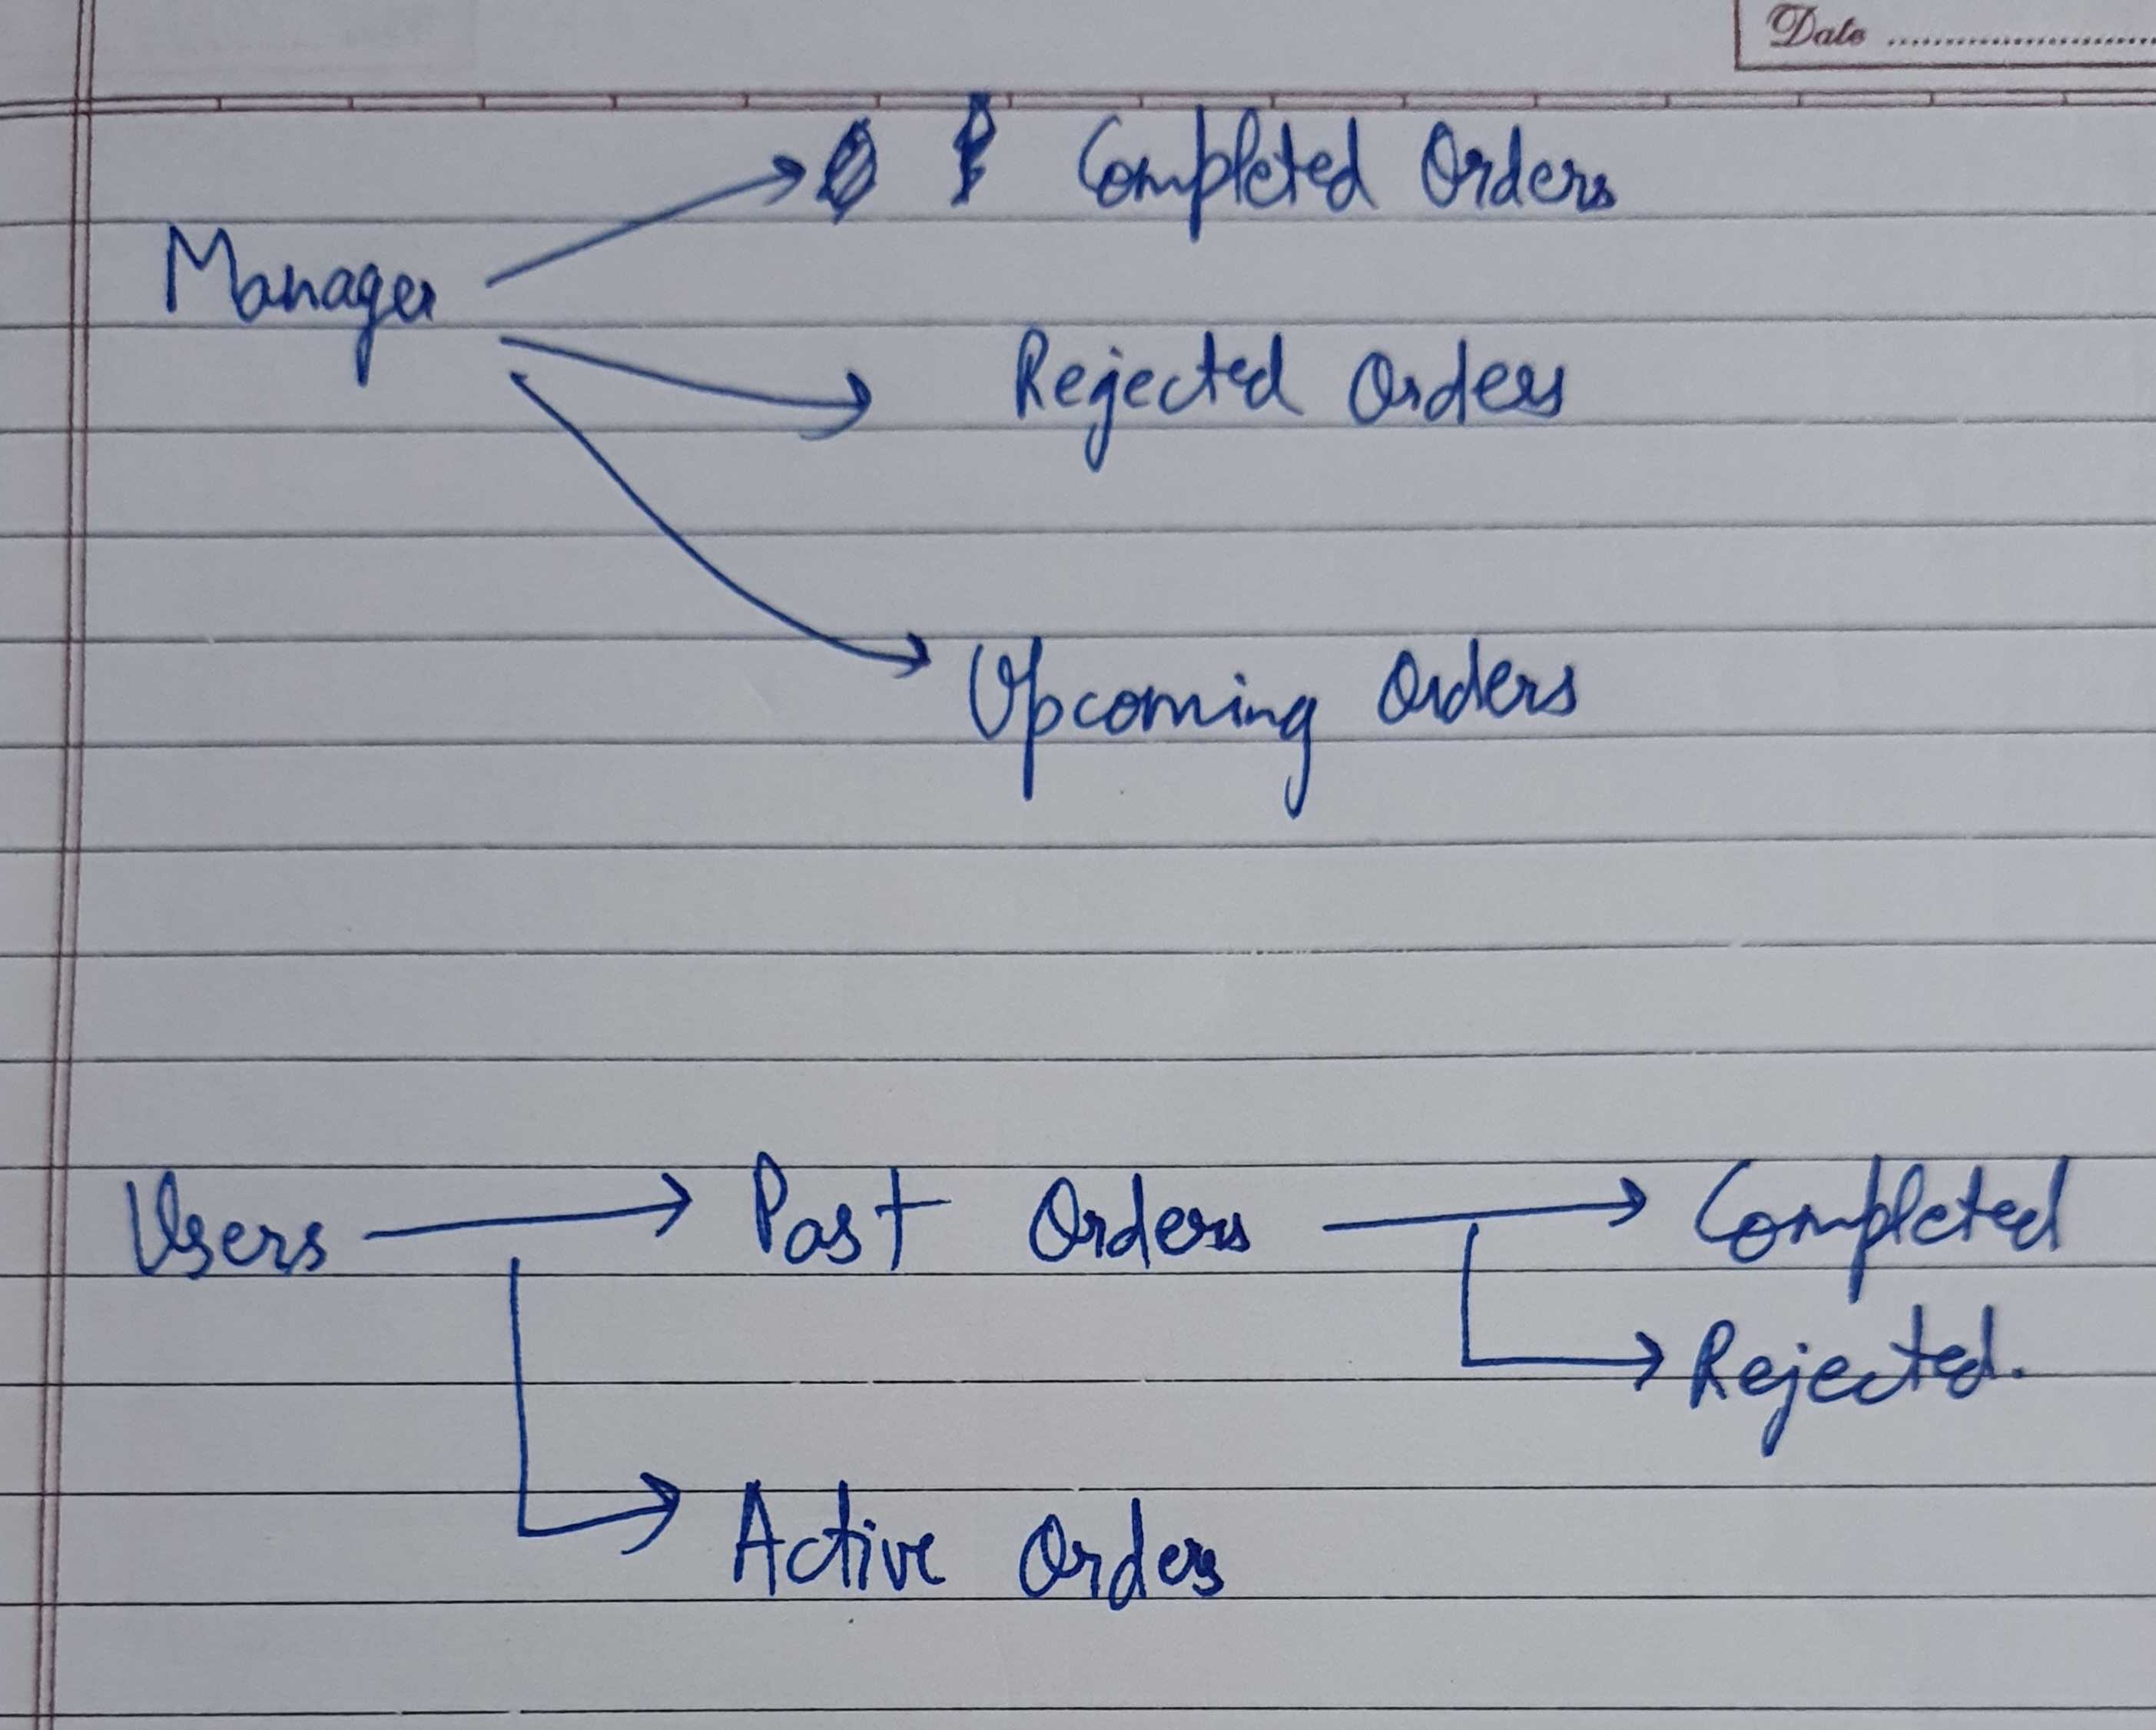 Date
Completed Orders
Manager
Rejected Orders
Upcoming Orders
Users Past Orders Completed
Rejected.
Active Orders